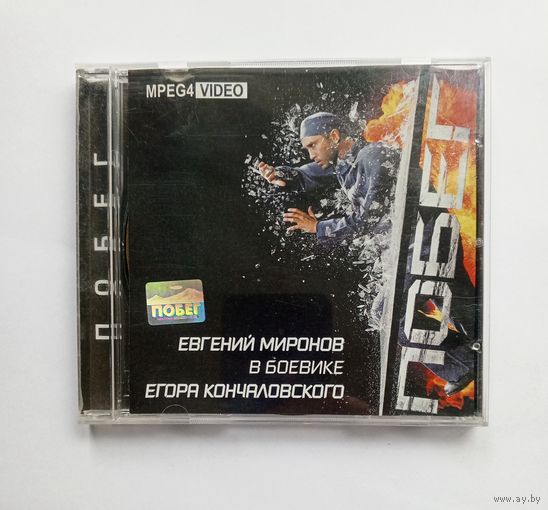 MPEG4 VIDEO
ПОБЕГ
ПОБЕГ
ПОБЕГ
ЕВГЕНИЙ МИРОНОВ
В БОЕВИКЕ
ЕГОРА КОНЧАЛОВСКОГО
www.ay.by